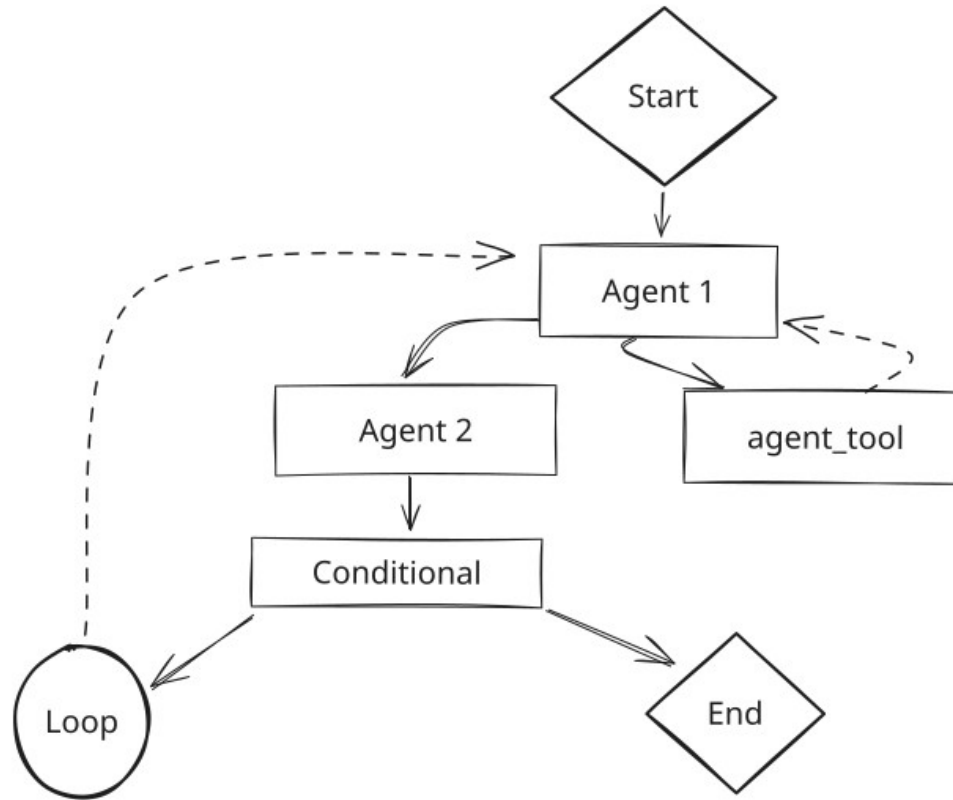 Start
Agent 1
Agent 2
agent_tool
Conditional
Loop
End